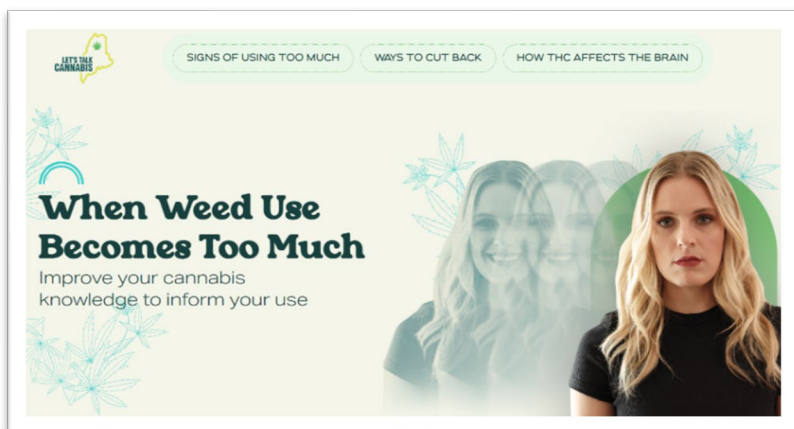 LET'S TALK
CANNABIS
SIGNS OF USING TOO MUCH
WAYS TO CUT BACK
HOW THC AFFECTS THE BRAIN
When Weed Use
Becomes Too Much
Improve your cannabis
knowledge to inform your use